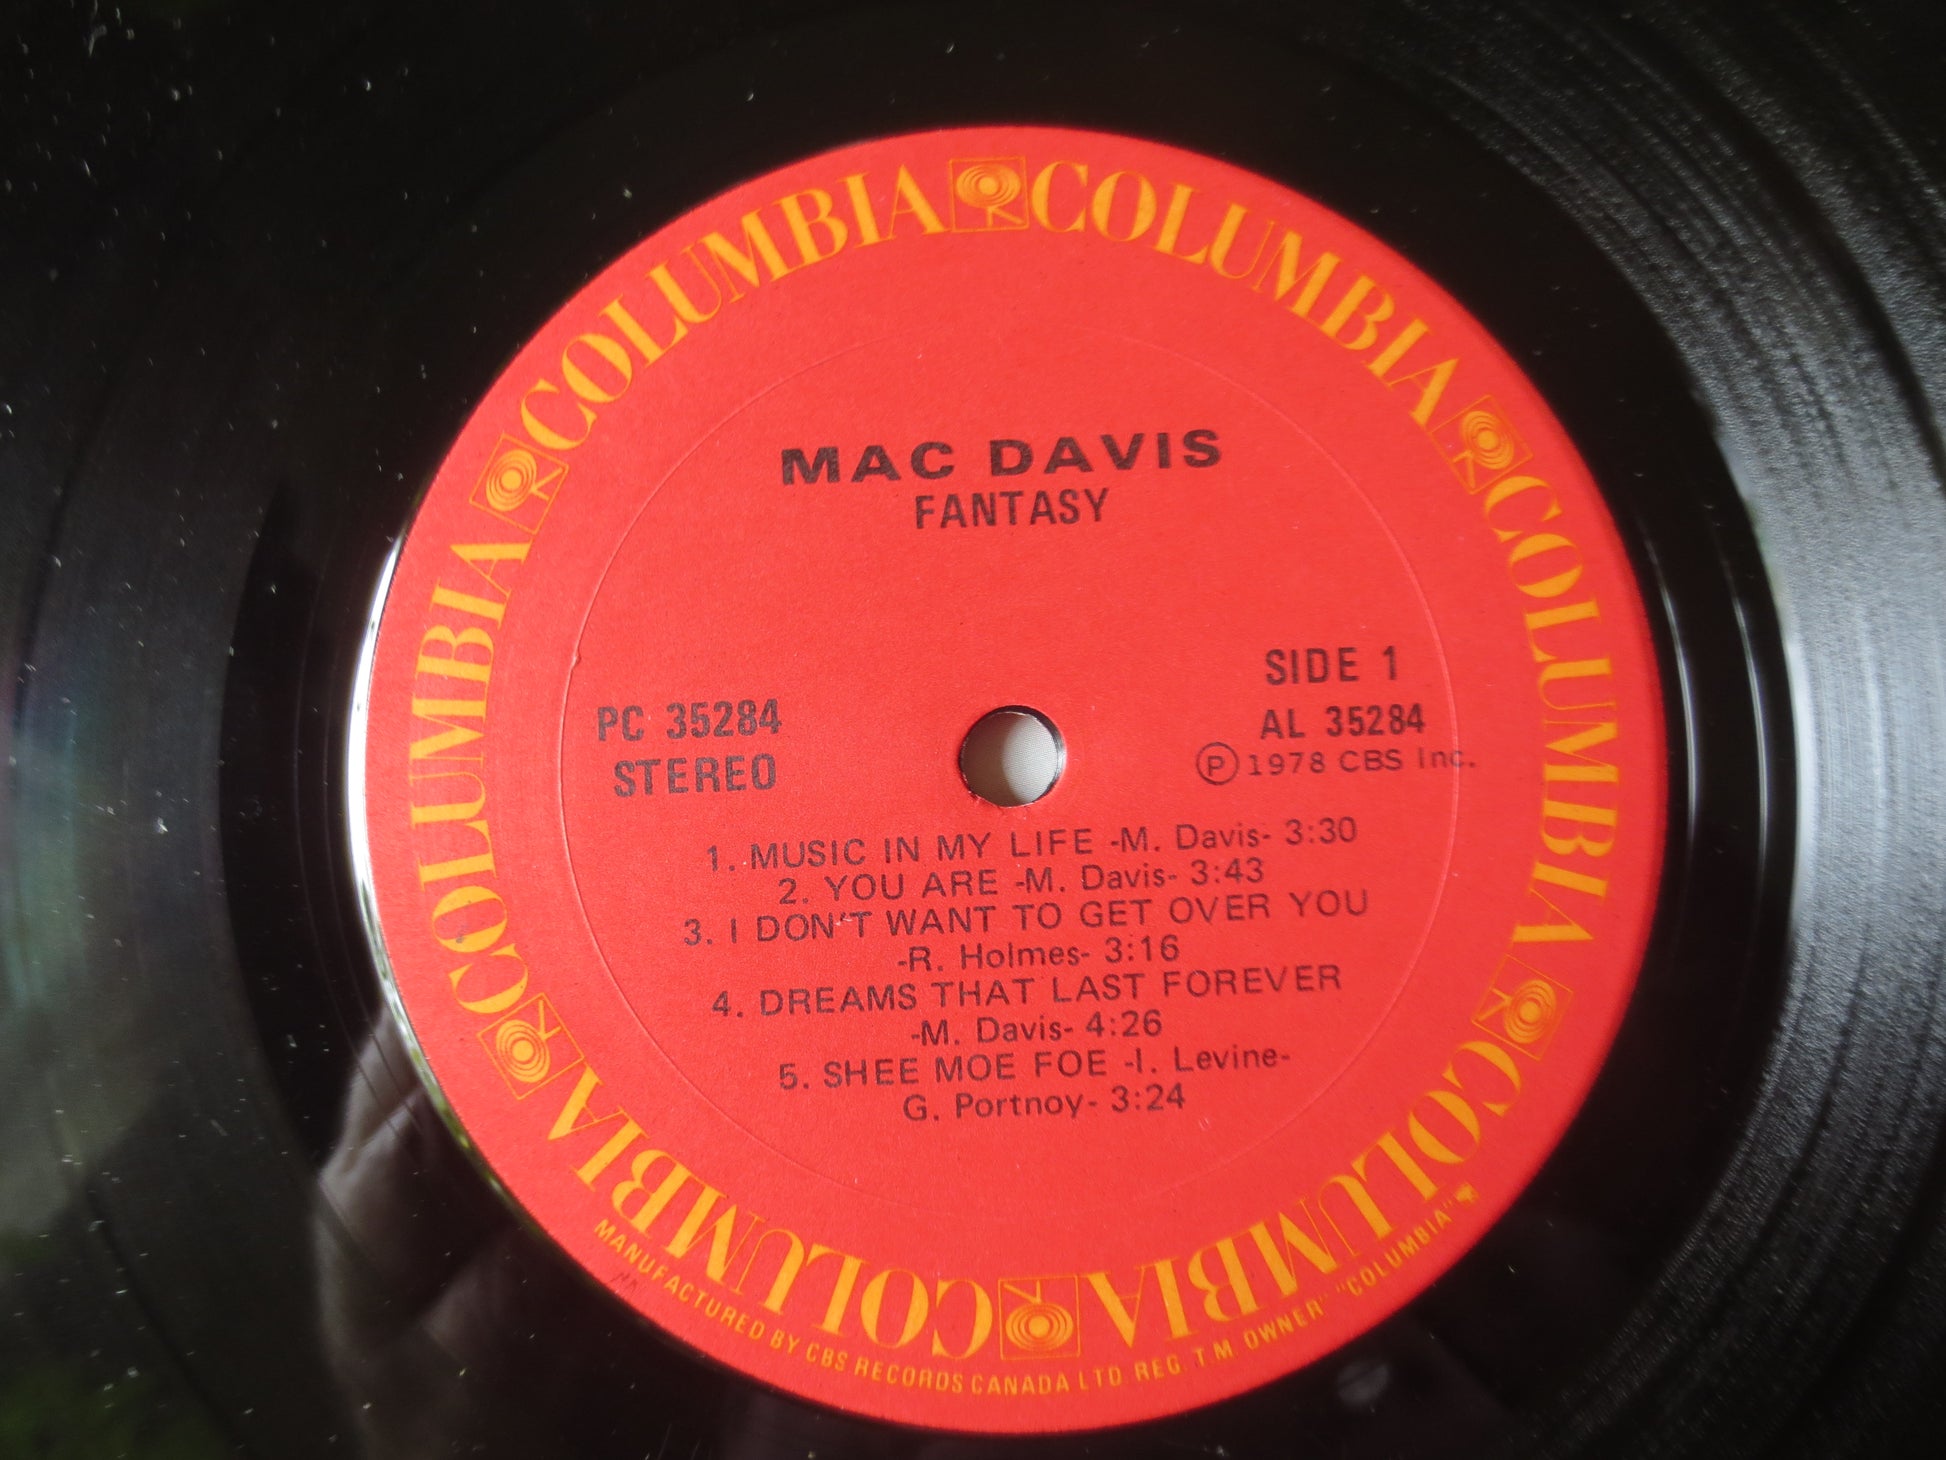 COLUMBIA COLUMBIA COLUMBIA COLUMBIA COLUMBIA COLUMBIA
MAC DAVIS
FANTASY
SIDE 1
PC 35284
AL 35284
STEREO
Ⓟ 1978 CBS Inc.
1. MUSIC IN MY LIFE -M. Davis- 3:30
2. YOU ARE -M. Davis- 3:43
3. I DON'T WANT TO GET OVER YOU
-R. Holmes- 3:16
4. DREAMS THAT LAST FOREVER
-M. Davis- 4:26
5. SHEE MOE FOE -I. Levine-
G. Portnoy- 3:24
MANUFACTURED BY CBS RECORDS CANADA LTD REG. T.M OWNER" "COLUMBIA",